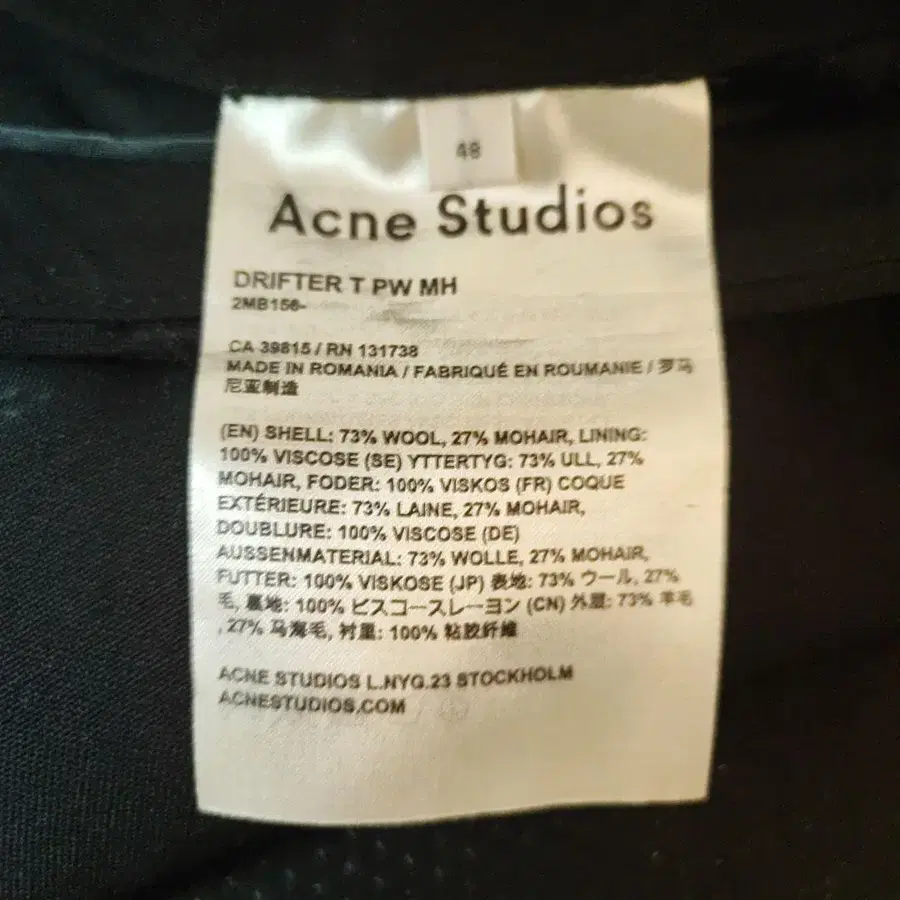 48
Acne Studios
DRIFTER T PW MH
2MB156-
CA 39815 / RN 131738
MADE IN ROMANIA / FABRIQUÉ EN ROUMANIE / 罗马
尼亚制造
(EN) SHELL: 73% WOOL, 27% MOHAIR, LINING:
100% VISCOSE (SE) YTTERTYG: 73% ULL, 27%
MOHAIR, FODER: 100% VISKOS (FR) COQUE
EXTÉRIEURE: 73% LAINE, 27% MOHAIR,
DOUBLURE: 100% VISCOSE (DE)
AUSSENMATERIAL: 73% WOLLE, 27% MOHAIR,
FUTTER: 100% VISKOSE (JP) 表地: 73% ウール, 27%
毛, 裏地: 100% ビスコースレーヨン (CN) 外层: 73% 羊毛
, 27% 马海毛, 衬里: 100% 粘胶纤维
ACNE STUDIOS L.NYG.23 STOCKHOLM
ACNESTUDIOS.COM